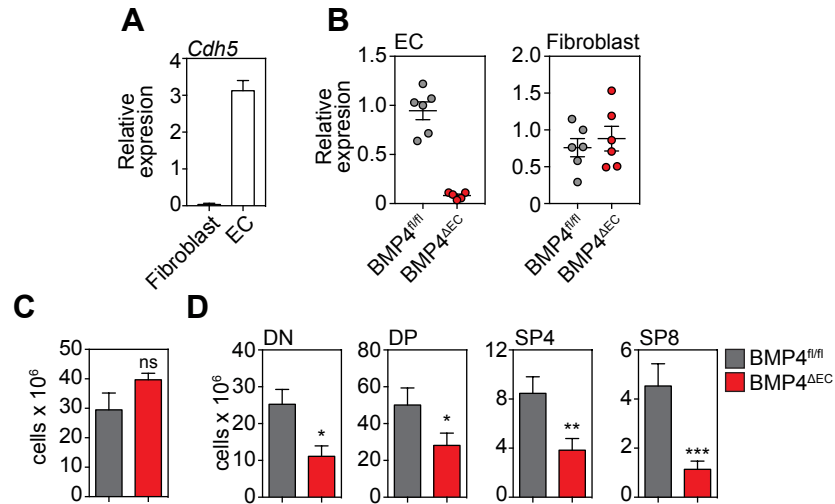 A
Cdh5
Relative
expresion
4
3
2
1
0
Fibroblast
EC
B
EC
Relative
expression
1.5
1.0
0.5
0
BMP4fl/fl
BMP4ΔEC
Fibroblast
2.0
1.5
1.0
0.5
0
BMP4fl/fl
BMP4ΔEC
C
cells x 10⁶
50
40
30
20
10
0
ns
D
cells x 10⁶
DN
40
30
20
10
0
*
DP
80
60
40
20
0
*
SP4
12
8
4
0
**
SP8
6
4
2
0
***
BMP4fl/fl
BMP4ΔEC